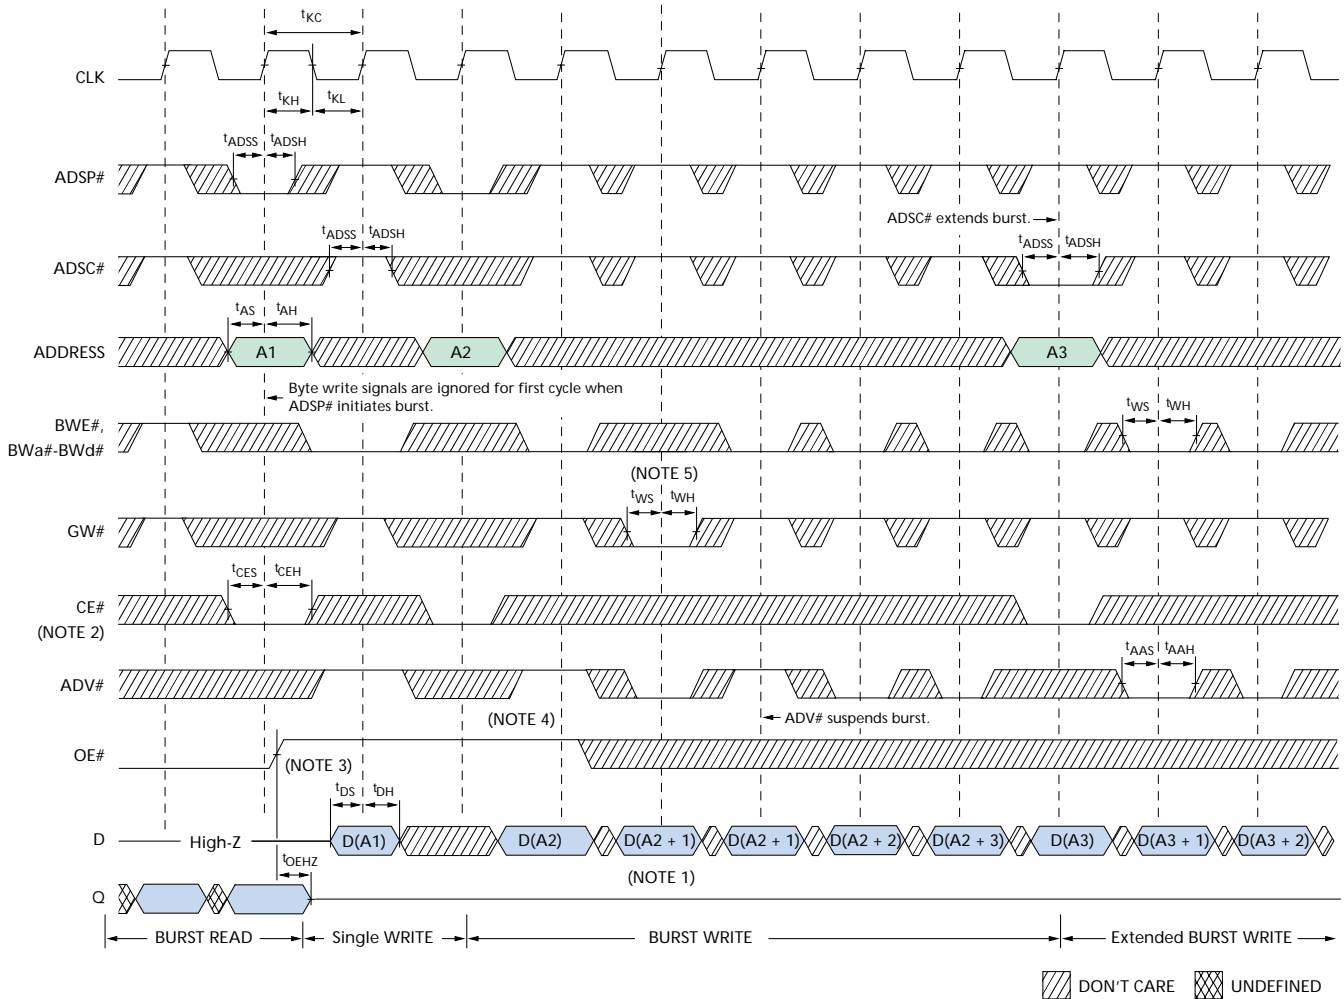 tKC
CLK
tKH
tKL
tADSS
tADSH
ADSP#
ADSC# extends burst.
tADSS
tADSH
tADSS
tADSH
ADSC#
tAS
tAH
ADDRESS
A1
A2
A3
Byte write signals are ignored for first cycle when
ADSP# initiates burst.
BWE#,
BWa#-BWd#
tWS
tWH
(NOTE 5)
tWS
tWH
GW#
tCES
tCEH
CE#
(NOTE 2)
tAAS
tAAH
ADV#
(NOTE 4)
ADV# suspends burst.
OE#
(NOTE 3)
tDS
tDH
D
High-Z
D(A1)
D(A2)
D(A2 + 1)
D(A2 + 1)
D(A2 + 2)
D(A2 + 3)
D(A3)
D(A3 + 1)
D(A3 + 2)
tOEHZ
(NOTE 1)
Q
BURST READ
Single WRITE
BURST WRITE
Extended BURST WRITE
DON'T CARE
UNDEFINED